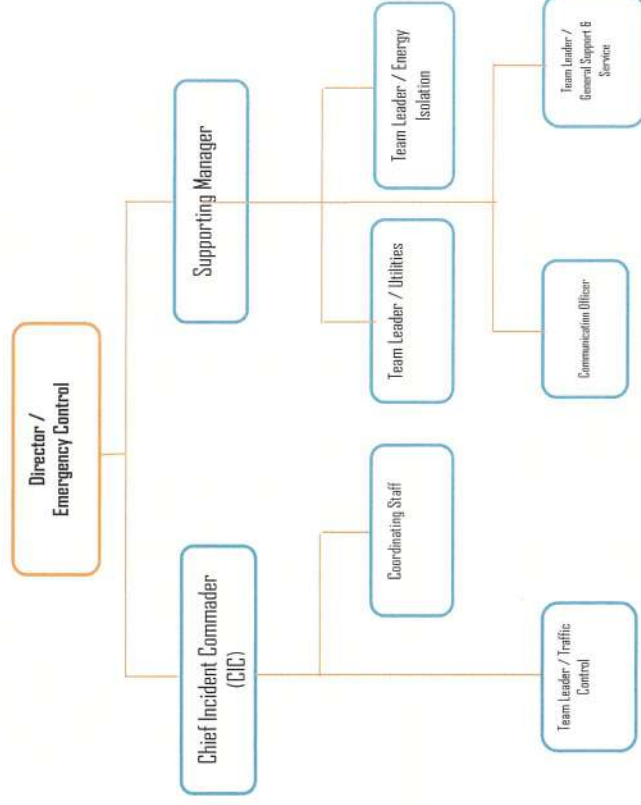 Director /
Emergency Control
Chief Incident Commader
(CIC)
Supporting Manager
Coordinating Staff
Team Leader / Utilities
Team Leader / Energy
Isolation
Team Leader / Traffic
Control
Communication Officer
Team Leader /
General Support &
Service